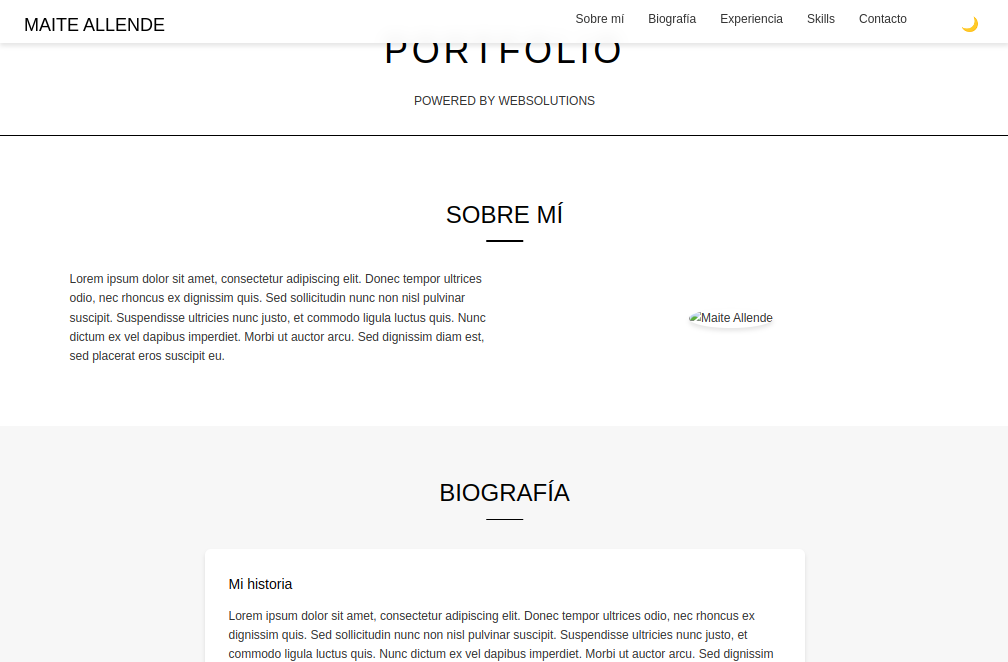 MAITE ALLENDE
Sobre mí Biografía Experiencia Skills Contacto
PORTFOLIO
POWERED BY WEBSOLUTIONS
SOBRE MÍ
Lorem ipsum dolor sit amet, consectetur adipiscing elit. Donec tempor ultrices
odio, nec rhoncus ex dignissim quis. Sed sollicitudin nunc non nisl pulvinar
suscipit. Suspendisse ultricies nunc justo, et commodo ligula luctus quis. Nunc
dictum ex vel dapibus imperdiet. Morbi ut auctor arcu. Sed dignissim diam est,
sed placerat eros suscipit eu.
Maite Allende
BIOGRAFÍA
Mi historia
Lorem ipsum dolor sit amet, consectetur adipiscing elit. Donec tempor ultrices odio, nec rhoncus ex
dignissim quis. Sed sollicitudin nunc non nisl pulvinar suscipit. Suspendisse ultricies nunc justo, et
commodo ligula luctus quis. Nunc dictum ex vel dapibus imperdiet. Morbi ut auctor arcu. Sed dignissim